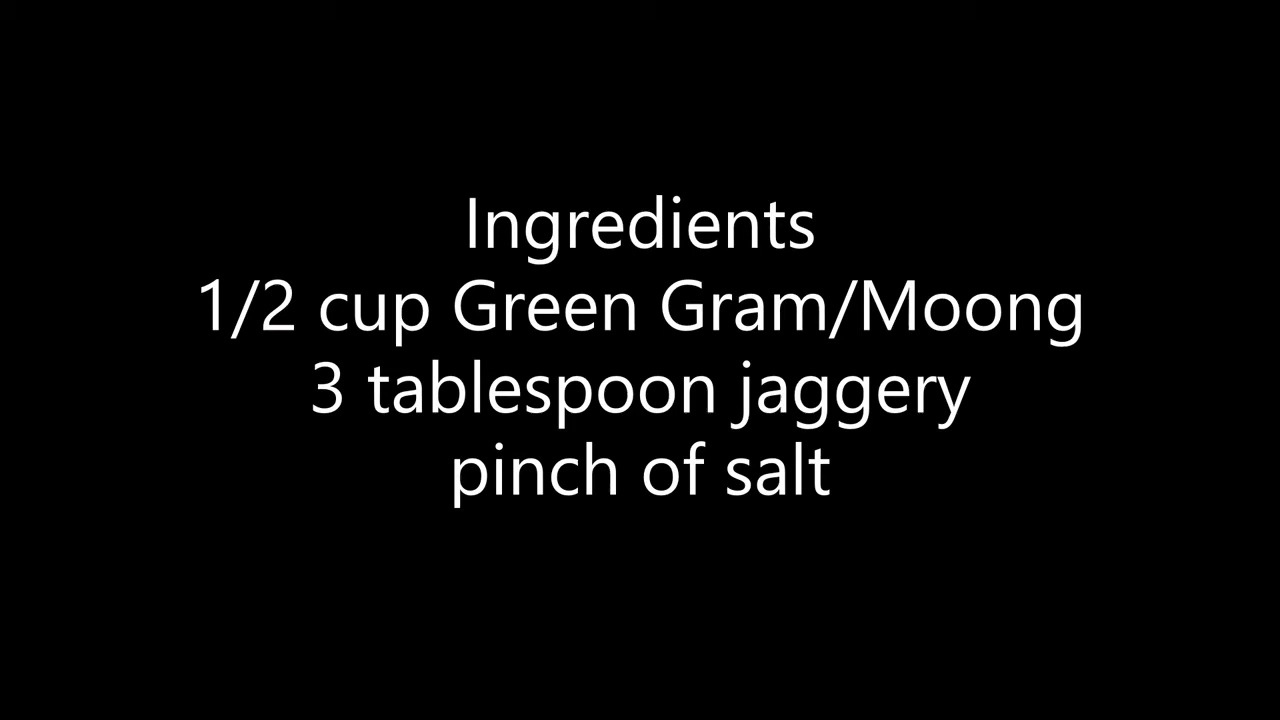 Ingredients
1/2 cup Green Gram/Moong
3 tablespoon jaggery
pinch of salt